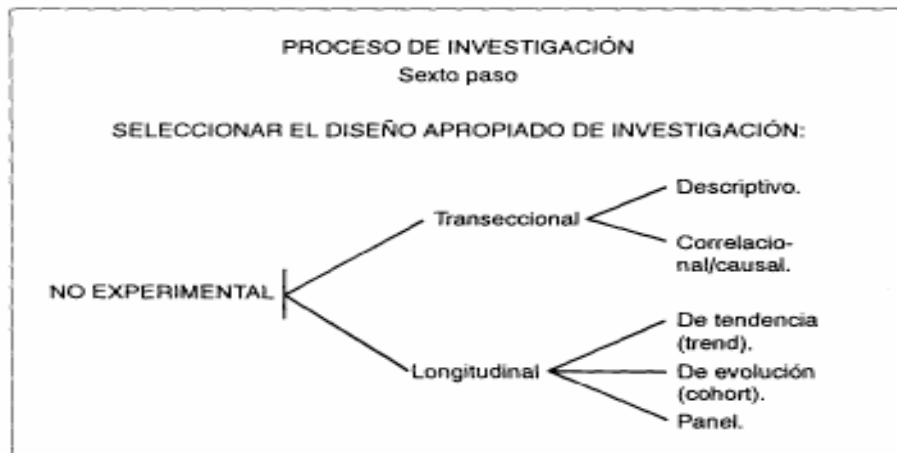 PROCESO DE INVESTIGACIÓN
Sexto paso
SELECCIONAR EL DISEÑO APROPIADO DE INVESTIGACIÓN:
Descriptivo.
Transeccional
Correlacio-
nal/causal.
NO EXPERIMENTAL
De tendencia
(trend).
Longitudinal
De evolución
(cohort).
Panel.